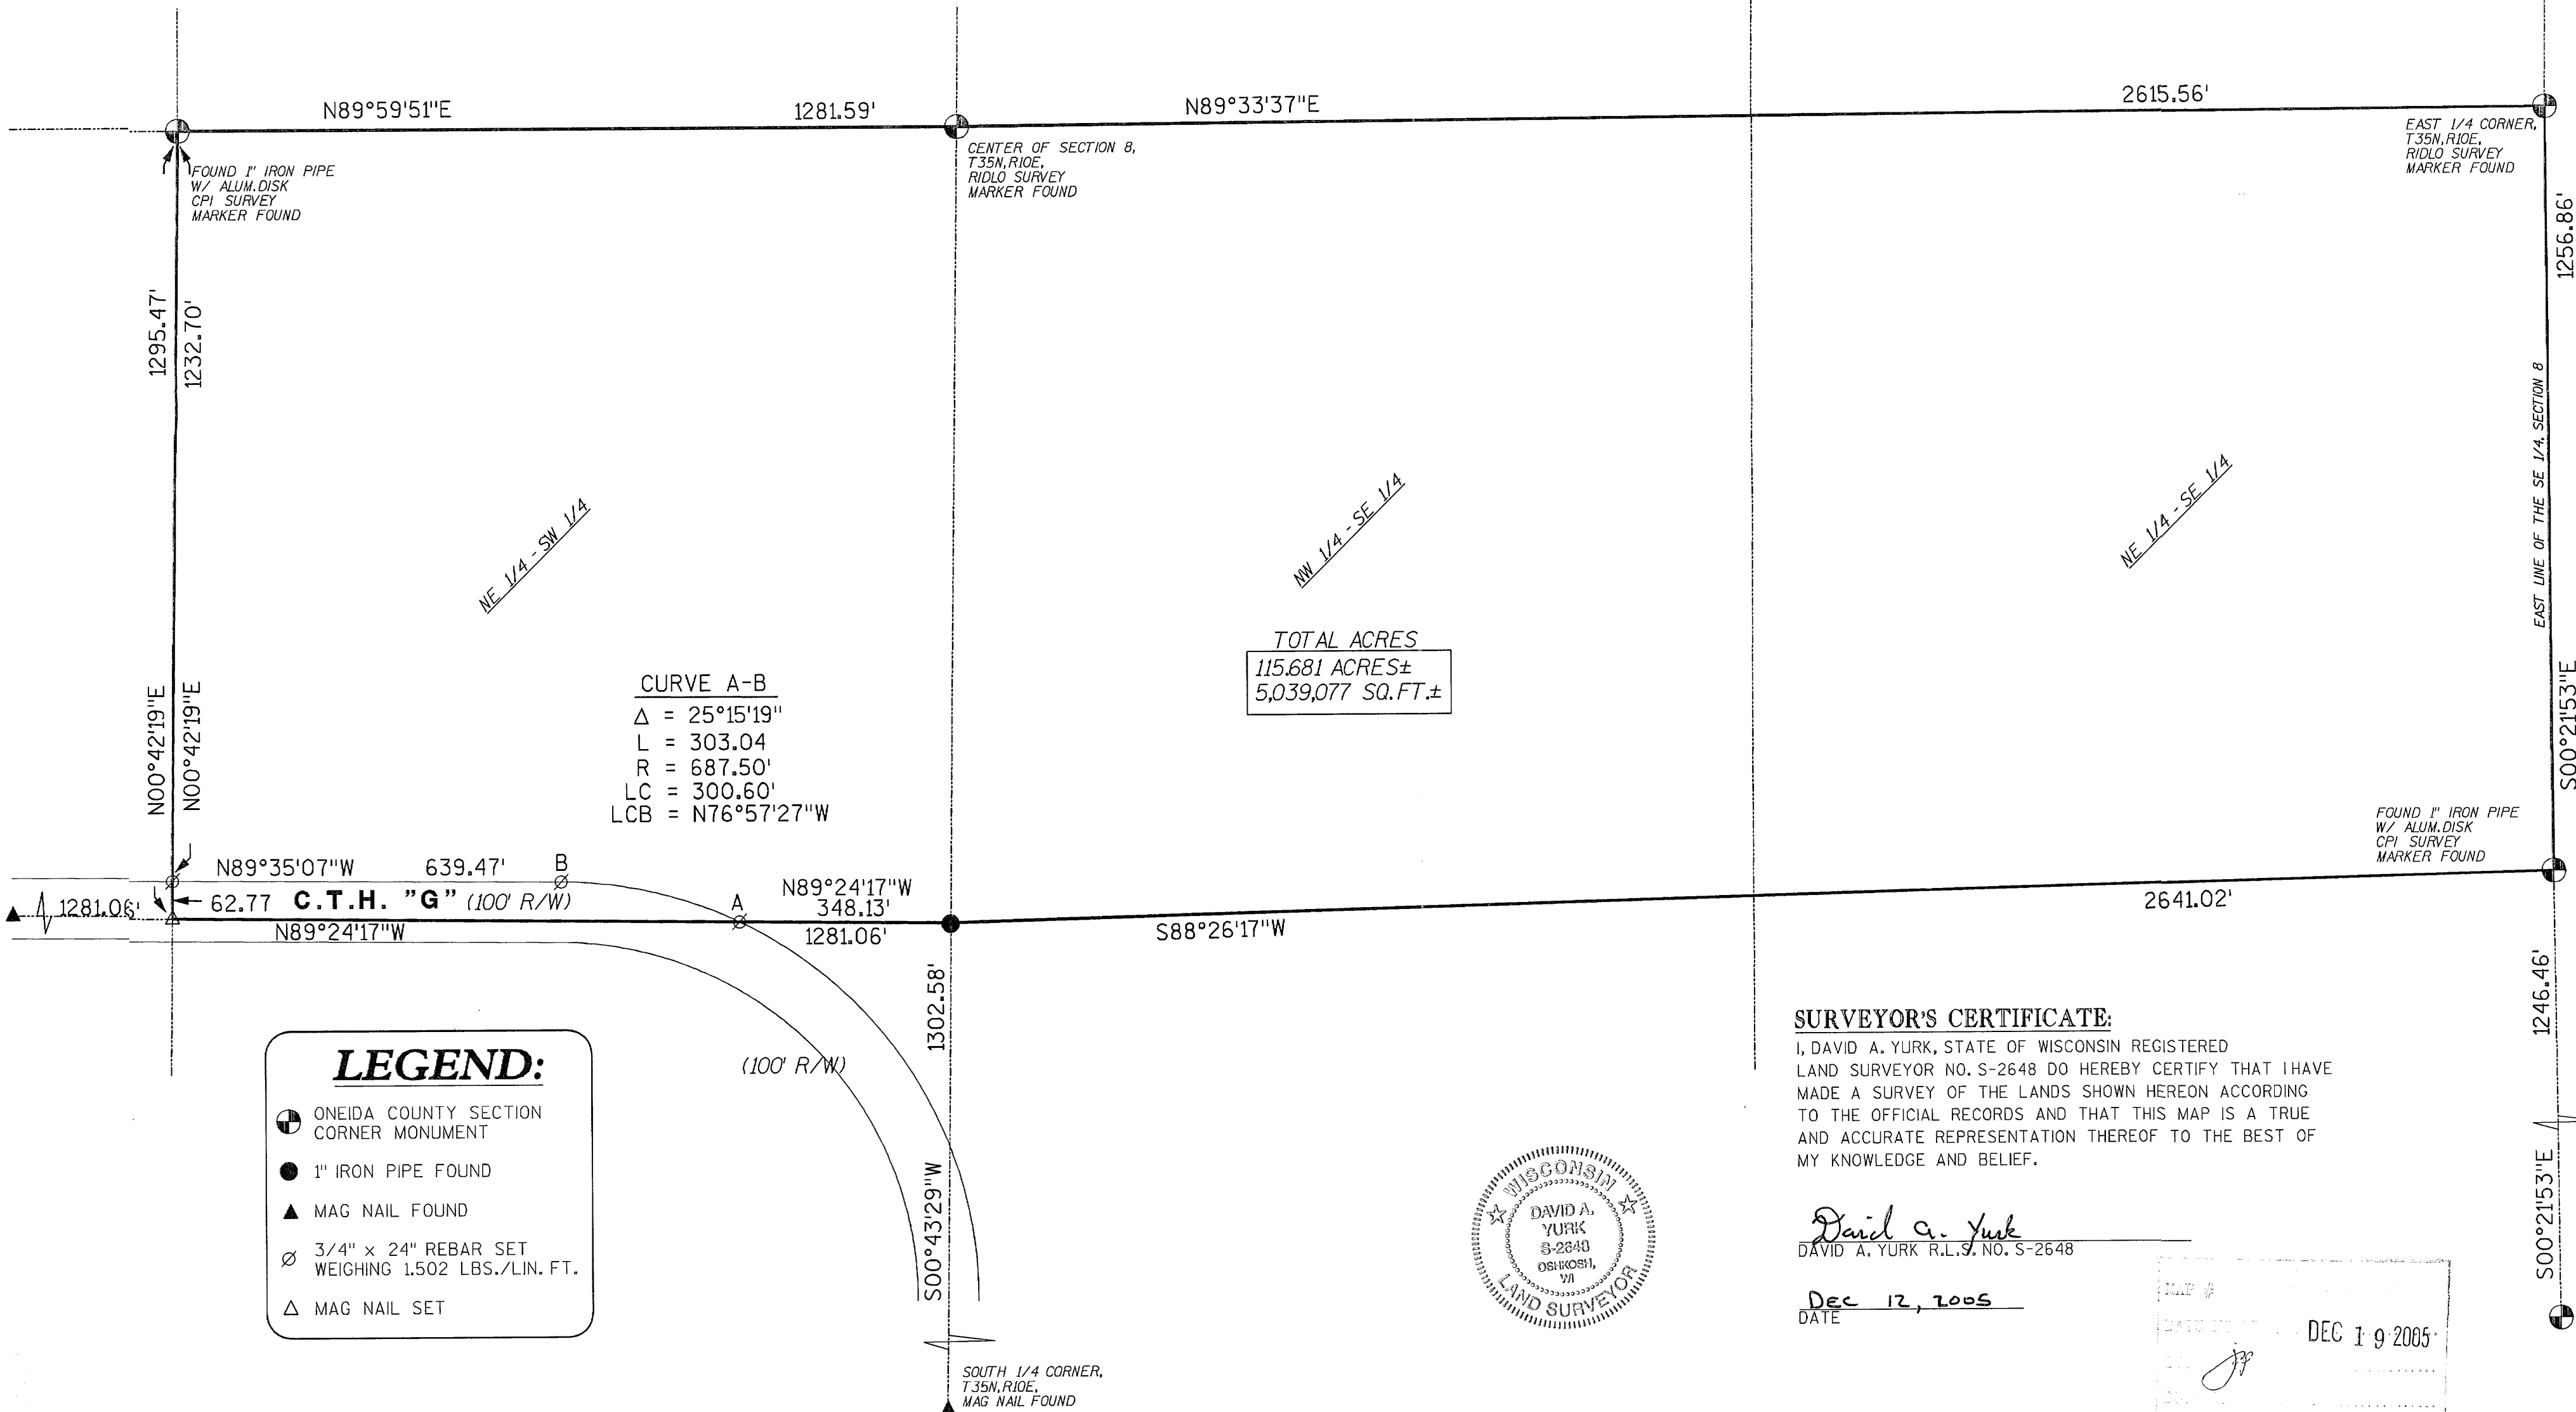 N89°59'51"E
1281.59'
N89°33'37"E
2615.56'
FOUND 1" IRON PIPE
W/ ALUM.DISK
CPI SURVEY
MARKER FOUND
CENTER OF SECTION 8,
T35N,R10E,
RIDLO SURVEY
MARKER FOUND
EAST 1/4 CORNER,
T35N,R10E,
RIDLO SURVEY
MARKER FOUND
1256.86'
1295.47'
1232.70'
EAST LINE OF THE SE 1/4, SECTION 8
NE 1/4 - SW 1/4
NW 1/4 - SE 1/4
NE 1/4 - SE 1/4
TOTAL ACRES
115.681 ACRES±
5,039,077 SQ.FT.±
CURVE A-B
Δ = 25°15'19"
L = 303.04
R = 687.50'
LC = 300.60'
LCB = N76°57'27"W
N00°42'19"E
N00°42'19"E
S00°21'53"E
FOUND 1" IRON PIPE
W/ ALUM.DISK
CPI SURVEY
MARKER FOUND
N89°35'07"W 639.47' B
1281.06' 62.77 C.T.H. "G" (100' R/W)
A
N89°24'17"W
348.13'
N89°24'17"W
1281.06'
S88°26'17"W
2641.02'
1302.58'
S00°43'29"W
(100' R/W)
1246.46'
S00°21'53"E
LEGEND:
ONEIDA COUNTY SECTION
CORNER MONUMENT
1" IRON PIPE FOUND
MAG NAIL FOUND
3/4" x 24" REBAR SET
WEIGHING 1.502 LBS./LIN. FT.
MAG NAIL SET
SOUTH 1/4 CORNER,
T35N,R10E,
MAG NAIL FOUND
WISCONSIN
DAVID A.
YURK
S-2648
OSHKOSH,
WI
LAND SURVEYOR
SURVEYOR'S CERTIFICATE:
I, DAVID A. YURK, STATE OF WISCONSIN REGISTERED
LAND SURVEYOR NO. S-2648 DO HEREBY CERTIFY THAT I HAVE
MADE A SURVEY OF THE LANDS SHOWN HEREON ACCORDING
TO THE OFFICIAL RECORDS AND THAT THIS MAP IS A TRUE
AND ACCURATE REPRESENTATION THEREOF TO THE BEST OF
MY KNOWLEDGE AND BELIEF.
David A. Yurk
DAVID A. YURK R.L.S. NO. S-2648
DEC 12, 2005
DATE
MAP #
DEC 19 2005